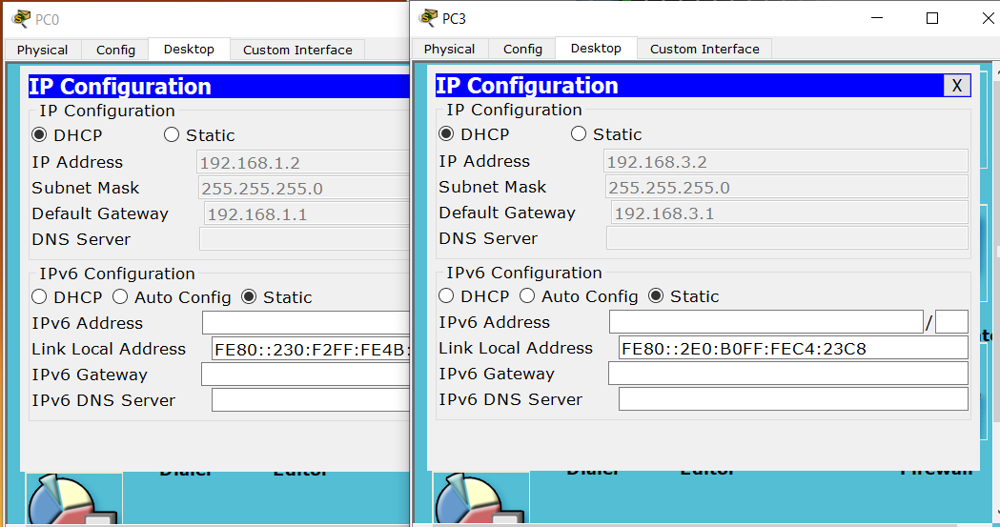 PC0
Physical Config Desktop Custom Interface
IP Configuration
IP Configuration
DHCP Static
IP Address 192.168.1.2
Subnet Mask 255.255.255.0
Default Gateway 192.168.1.1
DNS Server
IPv6 Configuration
DHCP Auto Config Static
IPv6 Address
Link Local Address FE80::230:F2FF:FE4B:
IPv6 Gateway
IPv6 DNS Server
Dialer Editor
PC3
Physical Config Desktop Custom Interface
IP Configuration X
IP Configuration
DHCP Static
IP Address 192.168.3.2
Subnet Mask 255.255.255.0
Default Gateway 192.168.3.1
DNS Server
IPv6 Configuration
DHCP Auto Config Static
IPv6 Address /
Link Local Address FE80::2E0:B0FF:FEC4:23C8
IPv6 Gateway
IPv6 DNS Server
Dialer Editor Firewall